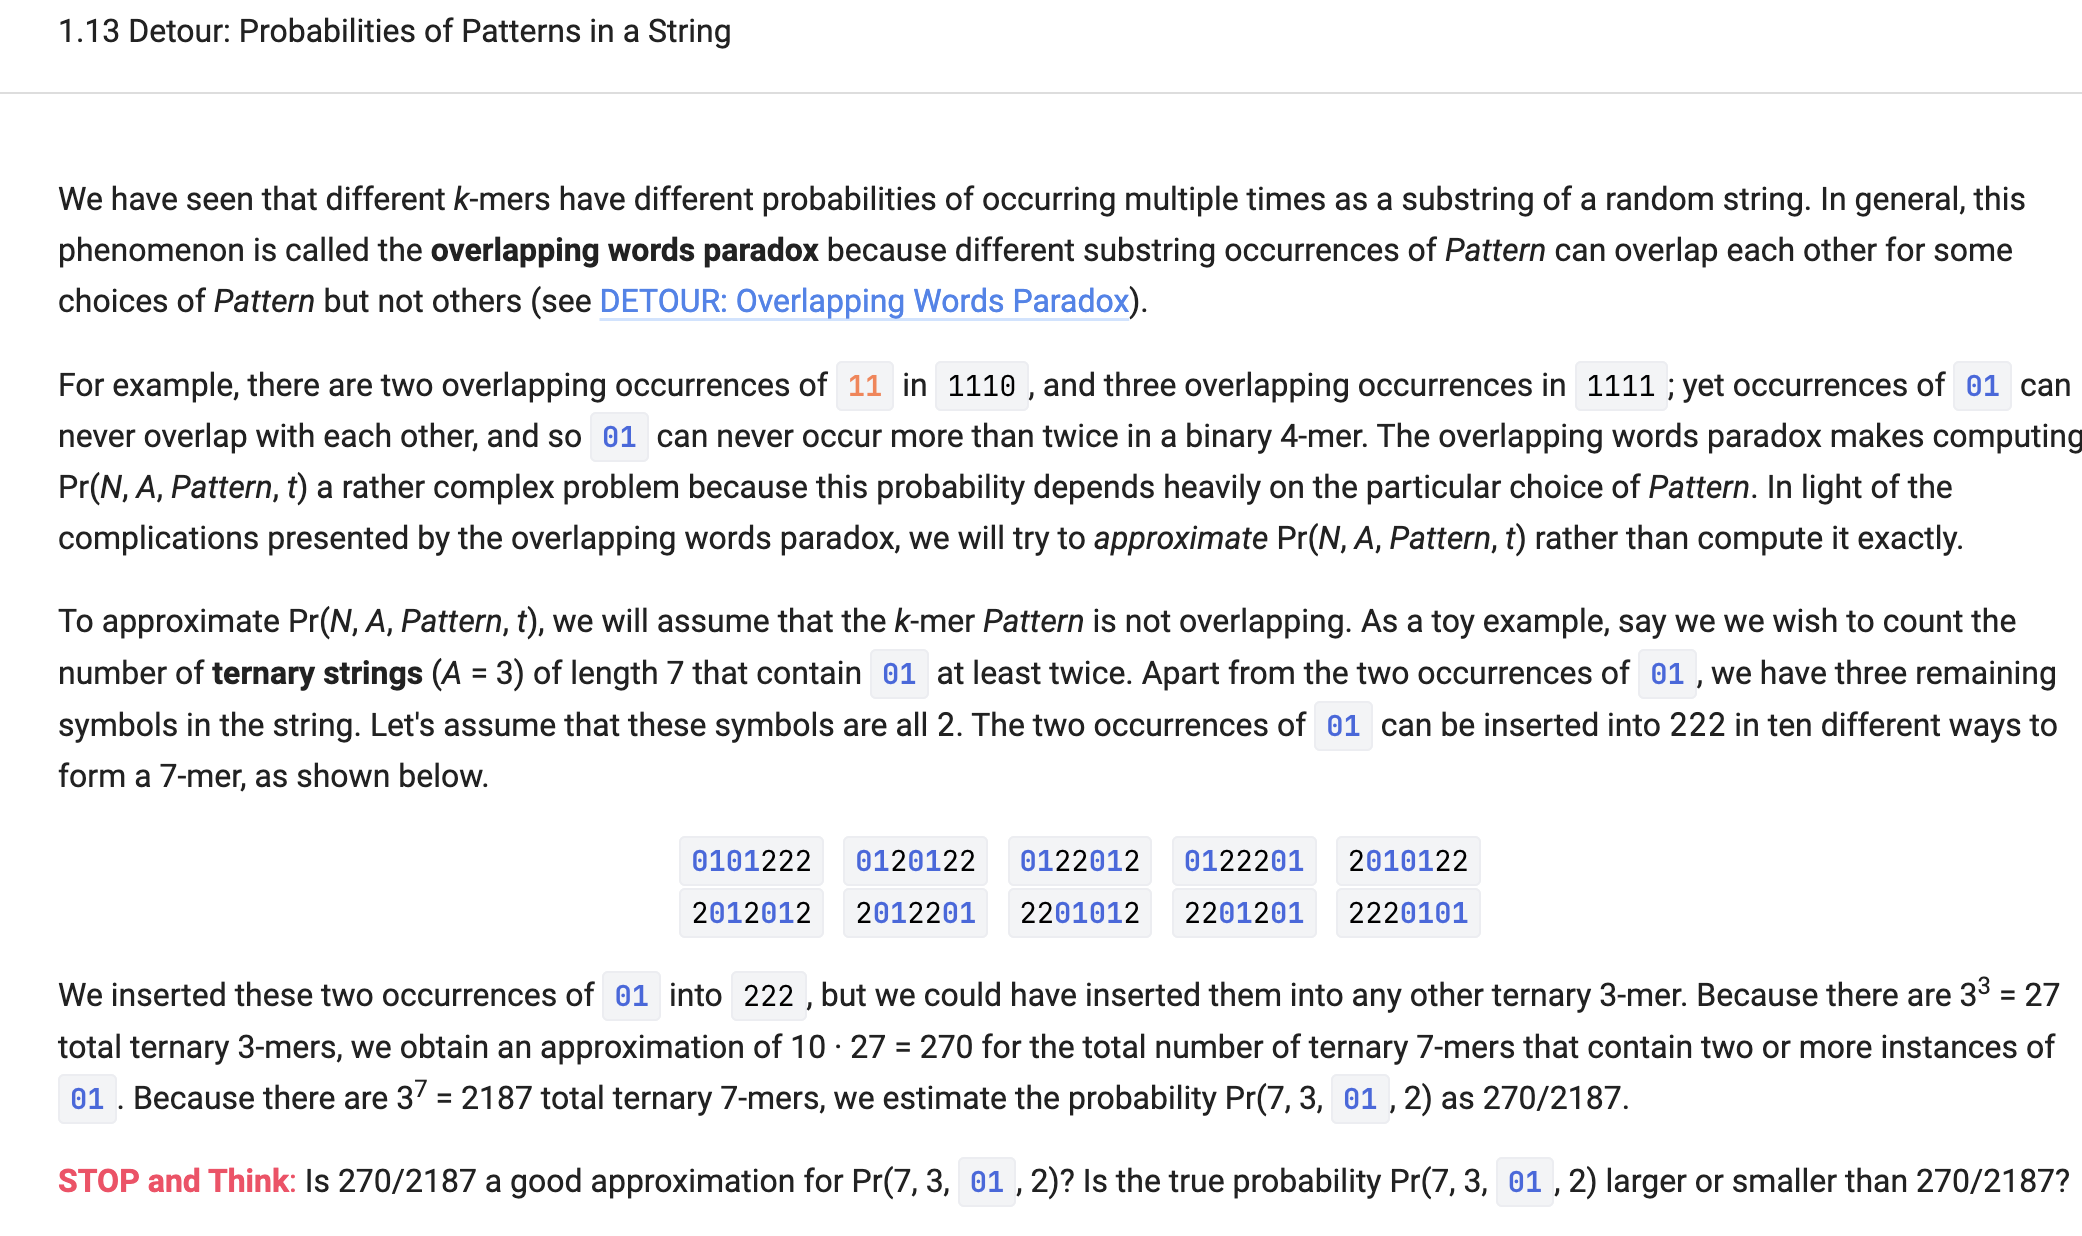 1.13 Detour: Probabilities of Patterns in a String
We have seen that different k-mers have different probabilities of occurring multiple times as a substring of a random string. In general, this
phenomenon is called the overlapping words paradox because different substring occurrences of Pattern can overlap each other for some
choices of Pattern but not others (see DETOUR: Overlapping Words Paradox).
For example, there are two overlapping occurrences of 11 in 1110, and three overlapping occurrences in 1111; yet occurrences of 01 can
never overlap with each other, and so 01 can never occur more than twice in a binary 4-mer. The overlapping words paradox makes computing
Pr(N, A, Pattern, t) a rather complex problem because this probability depends heavily on the particular choice of Pattern. In light of the
complications presented by the overlapping words paradox, we will try to approximate Pr(N, A, Pattern, t) rather than compute it exactly.
To approximate Pr(N, A, Pattern, t), we will assume that the k-mer Pattern is not overlapping. As a toy example, say we we wish to count the
number of ternary strings (A = 3) of length 7 that contain 01 at least twice. Apart from the two occurrences of 01, we have three remaining
symbols in the string. Let's assume that these symbols are all 2. The two occurrences of 01 can be inserted into 222 in ten different ways to
form a 7-mer, as shown below.
0101222 0120122 0122012 0122201 2010122
2012012 2012201 2201012 2201201 2220101
We inserted these two occurrences of 01 into 222, but we could have inserted them into any other ternary 3-mer. Because there are 3³ = 27
total ternary 3-mers, we obtain an approximation of 10 · 27 = 270 for the total number of ternary 7-mers that contain two or more instances of
01. Because there are 3⁷ = 2187 total ternary 7-mers, we estimate the probability Pr(7, 3, 01, 2) as 270/2187.
STOP and Think: Is 270/2187 a good approximation for Pr(7, 3, 01, 2)? Is the true probability Pr(7, 3, 01, 2) larger or smaller than 270/2187?